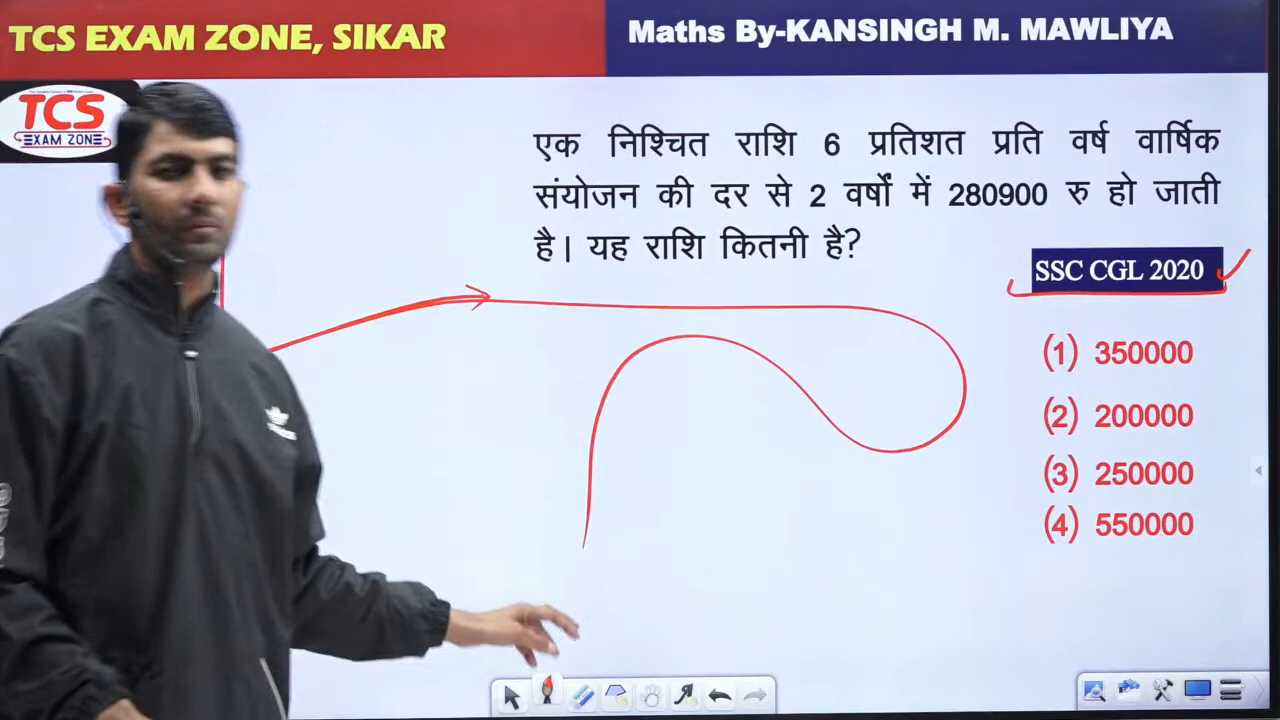 TCS EXAM ZONE, SIKAR
Maths By-KANSINGH M. MAWLIYA
TCS
EXAM ZONE
एक निश्चित राशि 6 प्रतिशत प्रति वर्ष वार्षिक
संयोजन की दर से 2 वर्षों में 280900 रु हो जाती
है। यह राशि कितनी है?
SSC CGL 2020
(1) 350000
(2) 200000
(3) 250000
(4) 550000